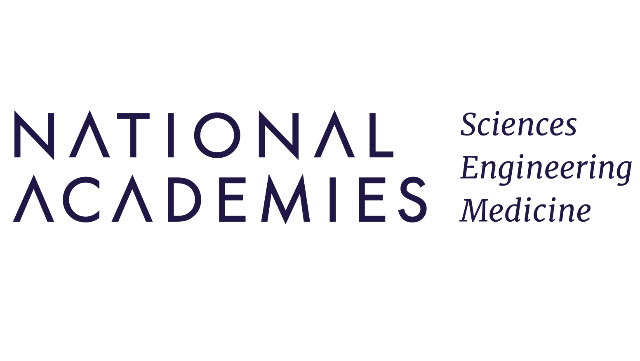 NATIONAL
ACADEMIES
Sciences
Engineering
Medicine